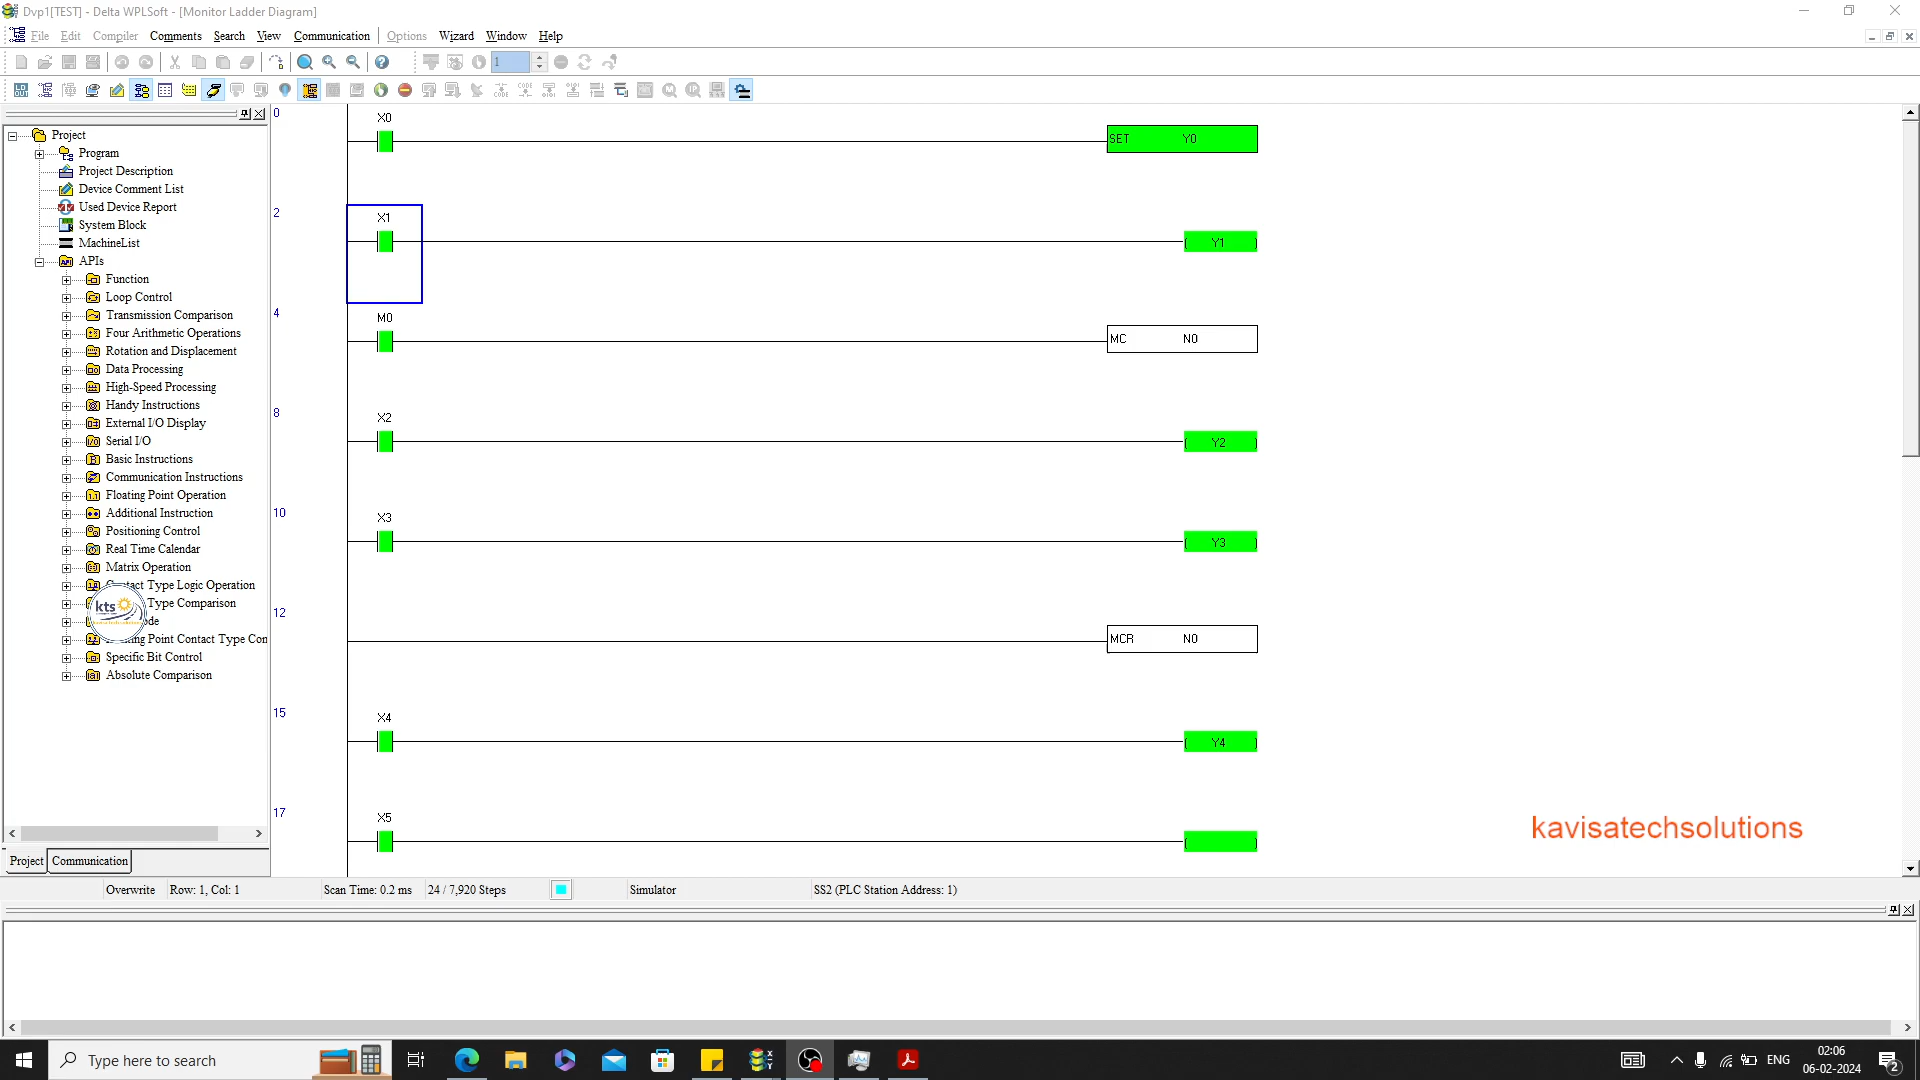 Dvp1[TEST] - Delta WPLSoft - [Monitor Ladder Diagram]
File Edit Compiler Comments Search View Communication Options Wizard Window Help
1
Project
Program
Project Description
Device Comment List
Used Device Report
System Block
MachineList
APIs
Function
Loop Control
Transmission Comparison
Four Arithmetic Operations
Rotation and Displacement
Data Processing
High-Speed Processing
Handy Instructions
External I/O Display
Serial I/O
Basic Instructions
Communication Instructions
Floating Point Operation
Additional Instruction
Positioning Control
Real Time Calendar
Matrix Operation
Contact Type Logic Operation
Type Comparison
Point Contact Type Con
Specific Bit Control
Absolute Comparison
kts
Project Communication
0
X0
SET Y0
2
X1
Y1
4
M0
MC N0
8
X2
Y2
10
X3
Y3
12
MCR N0
15
X4
Y4
17
X5
kavisatechsolutions
Overwrite Row: 1, Col: 1 Scan Time: 0.2 ms 24 / 7,920 Steps Simulator SS2 (PLC Station Address: 1)
Type here to search
ENG
02:06
06-02-2024
2